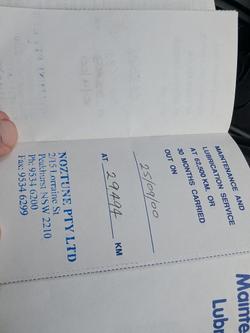 MAINTENANCE AND
LUBRICATION SERVICE
AT 62,500 KM. OR
30 MONTHS CARRIED
OUT ON
25/09/00
AT 29494 KM
NOZTUNE PTY LTD
2/15 Lorraine St
Peakhurst NSW 2210
Ph: 9534 6200
Fax: 9534 6299